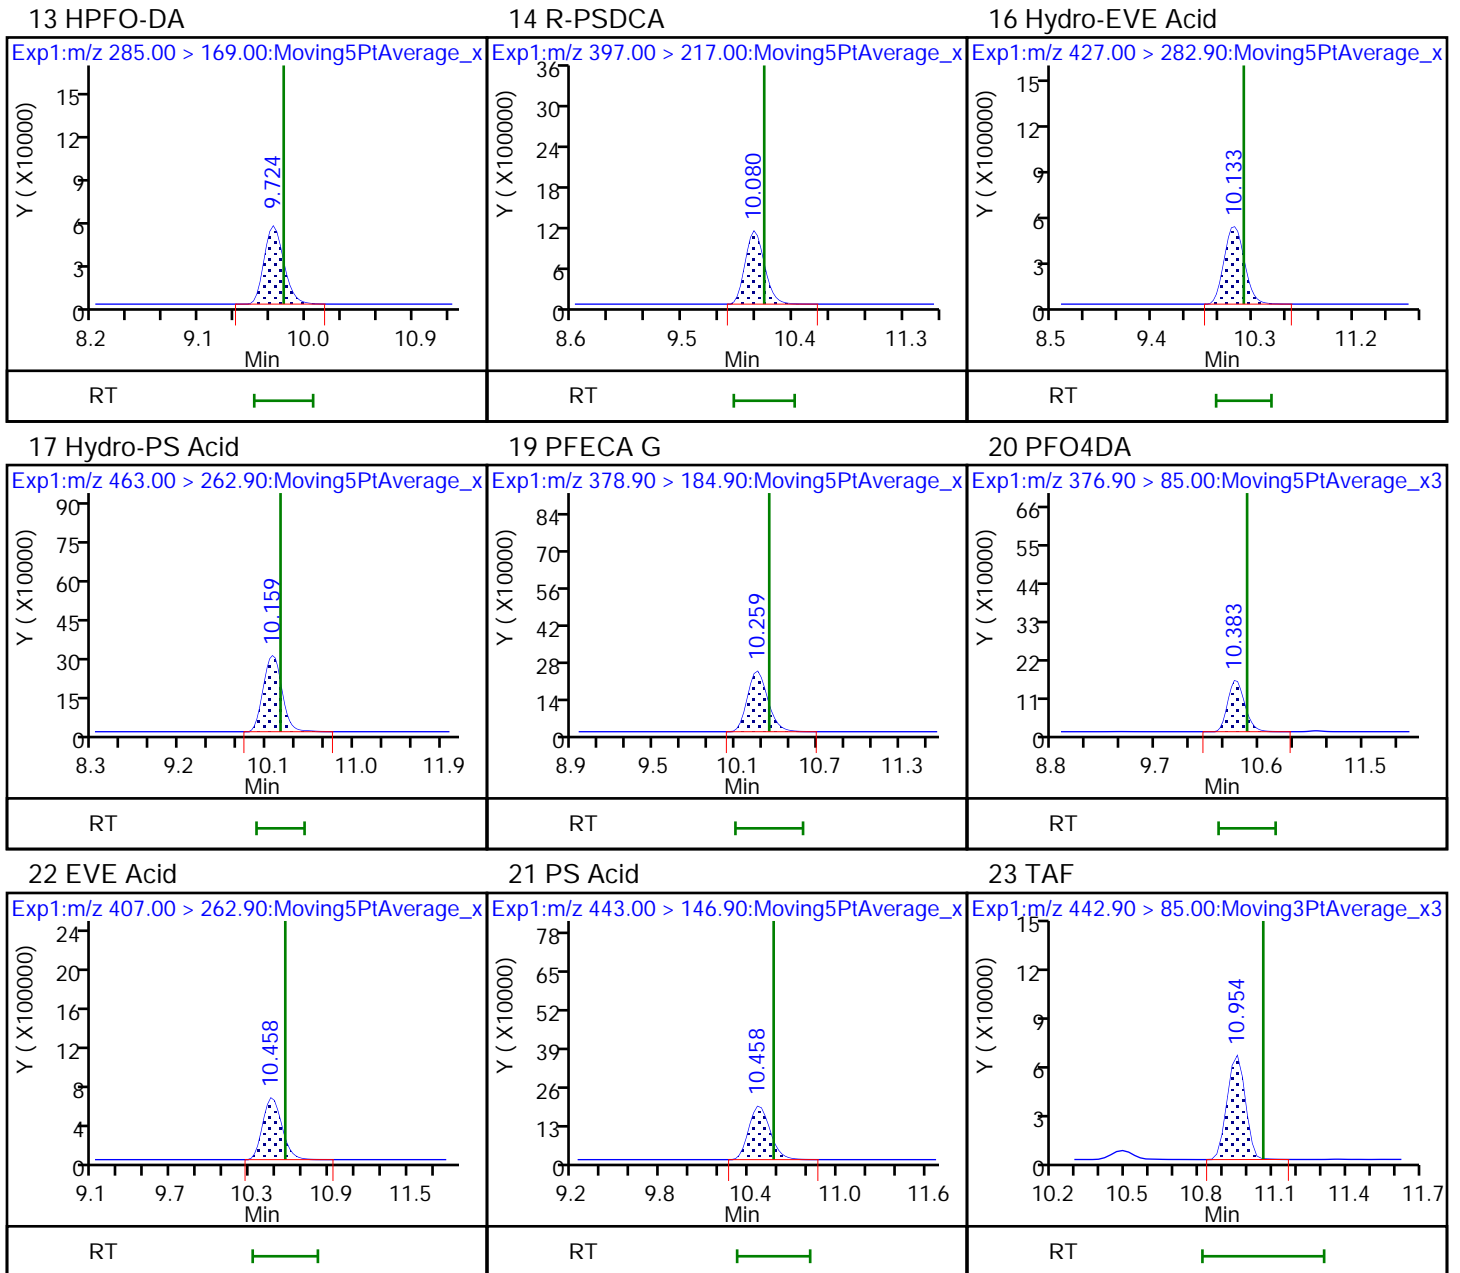 13 HPFO-DA
Exp1:m/z 285.00 > 169.00:Moving5PtAverage_x
Y ( X100000)
15
12
9
6
3
0
9.724
8.2 9.1 10.0 10.9
Min
RT
14 R-PSDCA
Exp1:m/z 397.00 > 217.00:Moving5PtAverage_x
Y ( X100000)
36
30
24
18
12
6
0
10.080
8.6 9.5 10.4 11.3
Min
RT
16 Hydro-EVE Acid
Exp1:m/z 427.00 > 282.90:Moving5PtAverage_x
Y ( X100000)
15
12
9
6
3
0
10.133
8.5 9.4 10.3 11.2
Min
RT
17 Hydro-PS Acid
Exp1:m/z 463.00 > 262.90:Moving5PtAverage_x
Y ( X10000)
90
75
60
45
30
15
0
10.159
8.3 9.2 10.1 11.0 11.9
Min
RT
19 PFECA G
Exp1:m/z 378.90 > 184.90:Moving5PtAverage_x
Y ( X10000)
84
70
56
42
28
14
0
10.259
8.9 9.5 10.1 10.7 11.3
Min
RT
20 PFO4DA
Exp1:m/z 376.90 > 85.00:Moving5PtAverage_x3
Y ( X10000)
66
55
44
33
22
11
0
10.383
8.8 9.7 10.6 11.5
Min
RT
22 EVE Acid
Exp1:m/z 407.00 > 262.90:Moving5PtAverage_x
Y ( X100000)
24
20
16
12
8
4
0
10.458
9.1 9.7 10.3 10.9 11.5
Min
RT
21 PS Acid
Exp1:m/z 443.00 > 146.90:Moving5PtAverage_x
Y ( X10000)
78
65
52
39
26
13
0
10.458
9.2 9.8 10.4 11.0 11.6
Min
RT
23 TAF
Exp1:m/z 442.90 > 85.00:Moving3PtAverage_x3
Y ( X10000)
15
12
9
6
3
0
10.954
10.2 10.5 10.8 11.1 11.4 11.7
Min
RT